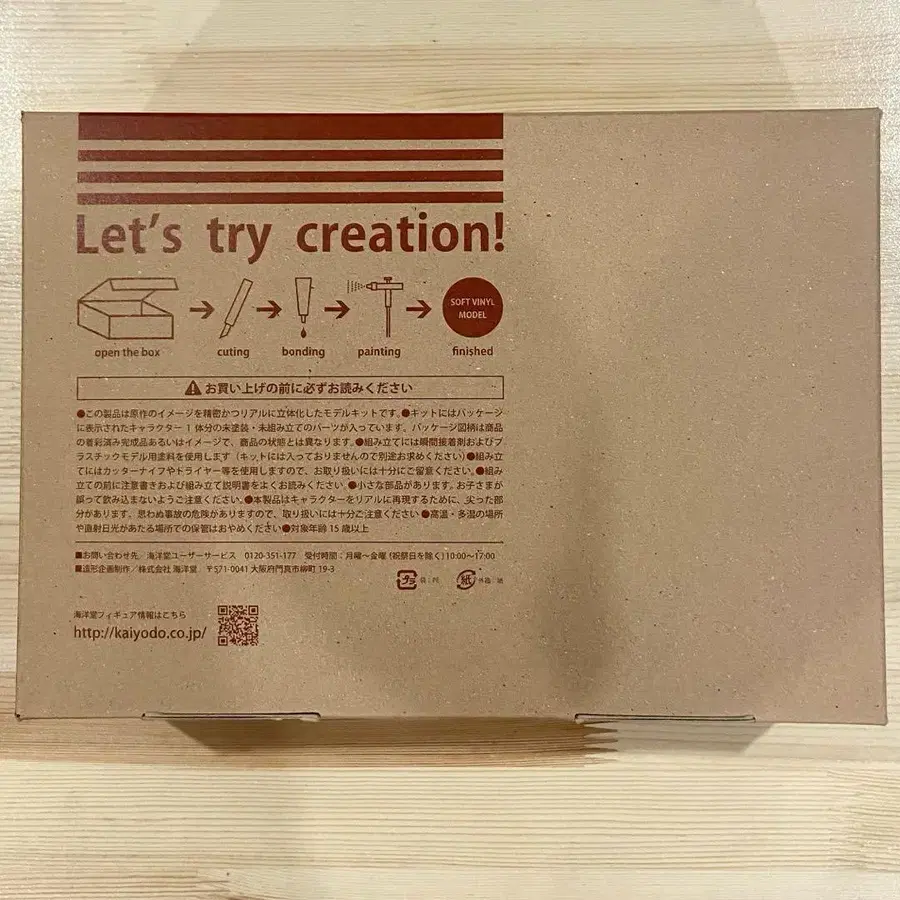 Let's try creation!
SOFT VINYL
MODEL
open the box
cuting
bonding
painting
finished
お買い上げの前に必ずお読みください
●この製品は原作のイメージを精密かつリアルに立体化したモデルキットです。●キットにはパッケージ
に表示されたキャラクター 1 体分の未塗装・未組み立てのパーツが入っています。パッケージ図柄は商品
の着彩済み完成品あるいはイメージで、商品の状態とは異なります。●組み立てには瞬間接着剤およびプ
ラスチックモデル用塗料を使用します（キットには入っておりませんので別途お求めください）●組み立
てにはカッターナイフやドライヤー等を使用しますので、お取り扱いには十分にご留意ください。●組み
立ての前に注意書きおよび組み立て説明書をよくお読みください ●小さな部品があります。お子さまが
誤って飲み込まないようご注意ください。●本製品はキャラクターをリアルに再現するために、尖った部
分があります。思わぬ事故の危険がありますので、取り扱いには十分ご注意ください ●高温・多湿の場所
や直射日光があたる場所での保管はおやめください●対象年齢 15 歳以上
■お問い合わせ先／海洋堂ユーザーサービス 0120-351-177 受付時間：月曜〜金曜（祝祭日を除く）10:00〜17:00
■造形企画制作／株式会社 海洋堂 〒571-0041 大阪府門真市柳町 19-3
プラ 袋：PE 紙 外箱：紙
海洋堂フィギュア情報はこちら
http://kaiyodo.co.jp/